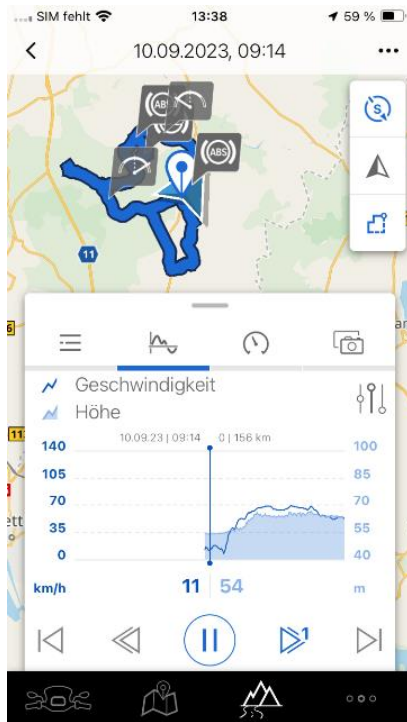 SIM fehlt 13:38 59 %
10.09.2023, 09:14
ABS
ABS
S
11
Geschwindigkeit
Höhe
10.09.23 | 09:14 0 | 156 km
140 100
105 85
70 70
35 55
0 40
km/h 11 54 m
1